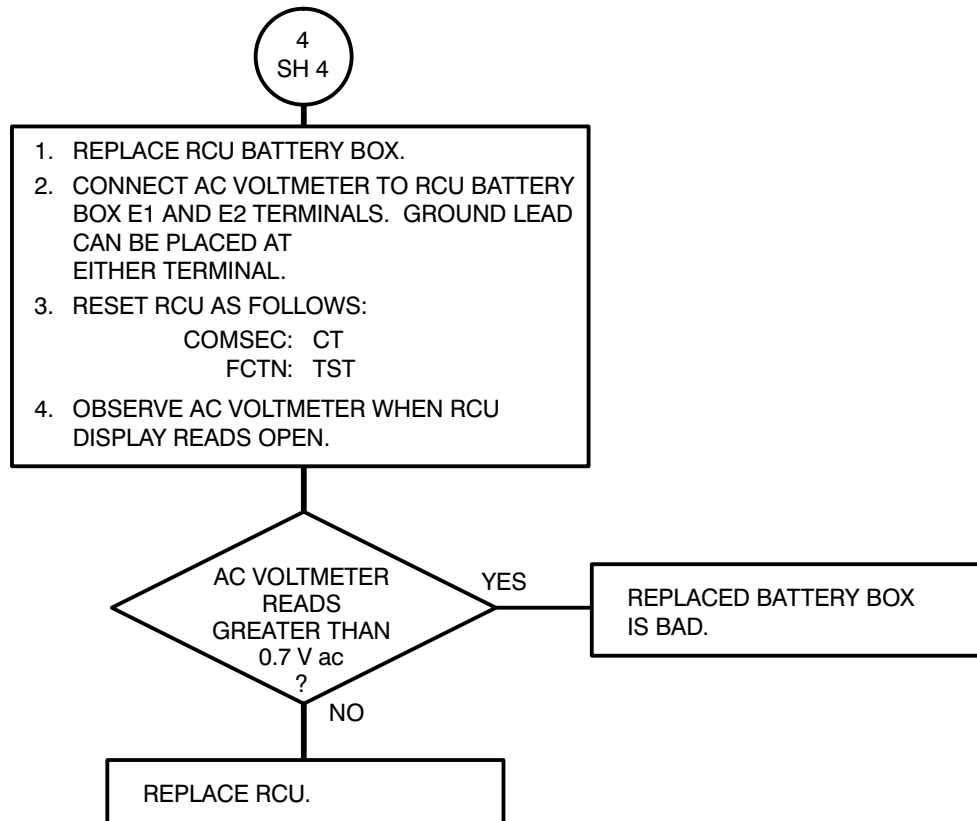 4
SH 4
1. REPLACE RCU BATTERY BOX.
2. CONNECT AC VOLTMETER TO RCU BATTERY
BOX E1 AND E2 TERMINALS. GROUND LEAD
CAN BE PLACED AT
EITHER TERMINAL.
3. RESET RCU AS FOLLOWS:
COMSEC: CT
FCTN: TST
4. OBSERVE AC VOLTMETER WHEN RCU
DISPLAY READS OPEN.
AC VOLTMETER
READS
GREATER THAN
0.7 V ac
?
YES
REPLACED BATTERY BOX
IS BAD.
NO
REPLACE RCU.